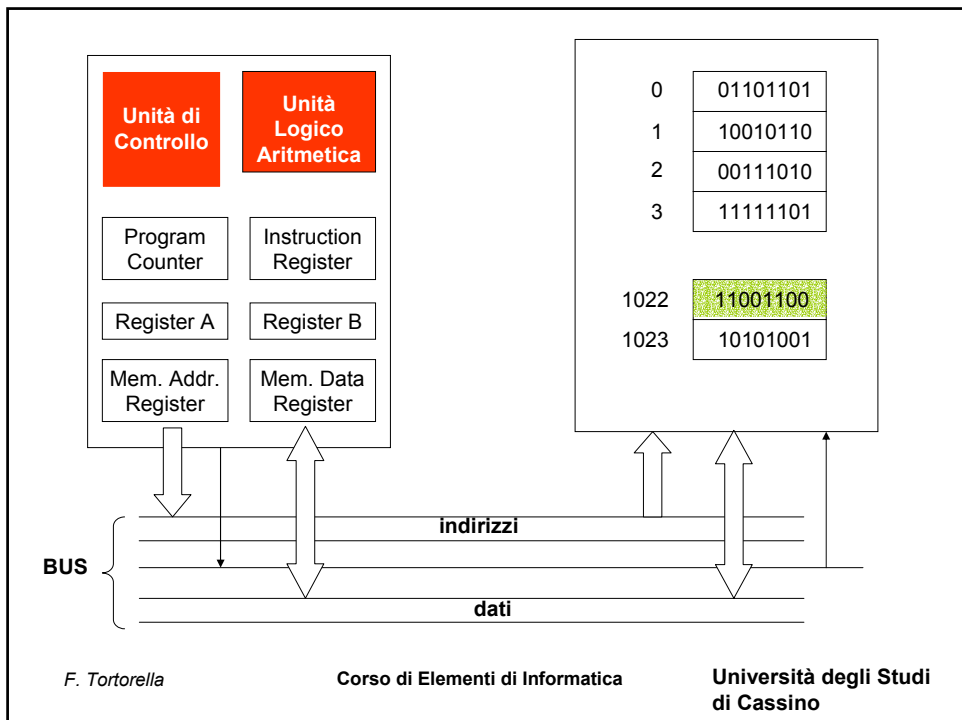 Unità di
Controllo
Unità
Logico
Aritmetica
Program
Counter
Instruction
Register
Register A
Register B
Mem. Addr.
Register
Mem. Data
Register
0 01101101
1 10010110
2 00111010
3 11111101
1022 11001100
1023 10101001
indirizzi
BUS
dati
F. Tortorella
Corso di Elementi di Informatica
Università degli Studi
di Cassino